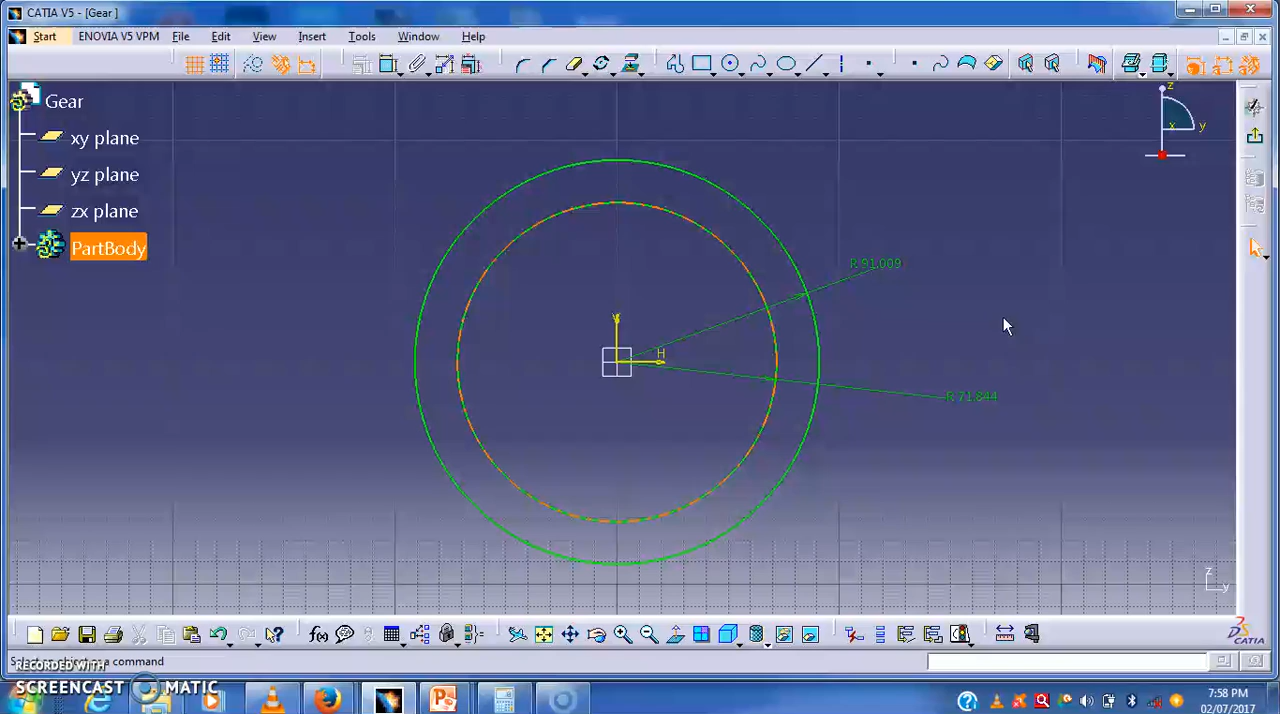 CATIA V5 - [Gear ]
Start ENOVIA V5 VPM File Edit View Insert Tools Window Help
Gear
xy plane
yz plane
zx plane
PartBody
z
x y
R 91.009
V
H
R 71.844
z
y
f(x)
CATIA
a command
RECORDED WITH
SCREENCAST MATIC
7:58 PM
02/07/2017